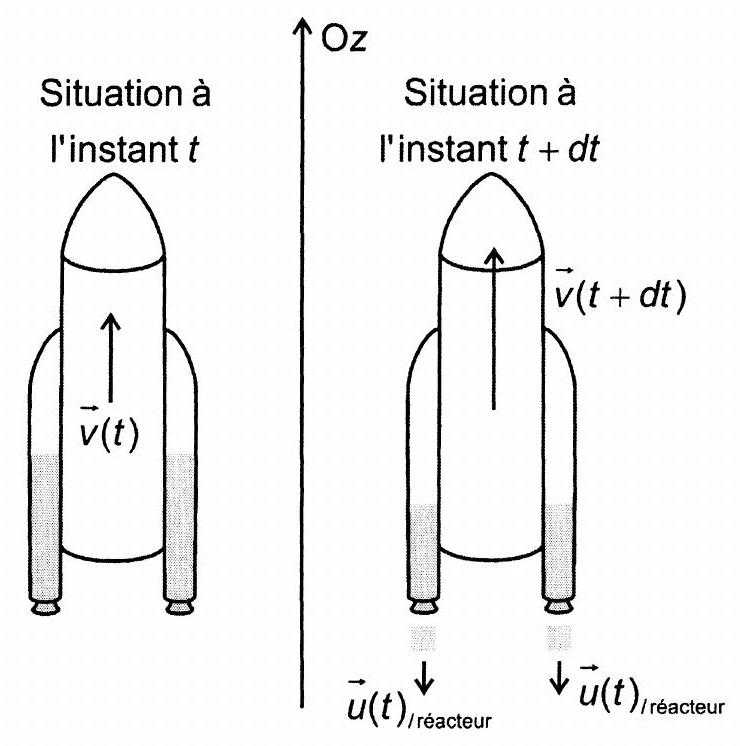 Oz
Situation à
l'instant t
Situation à
l'instant t + dt
v(t)
v(t + dt)
u(t)/réacteur
u(t)/réacteur